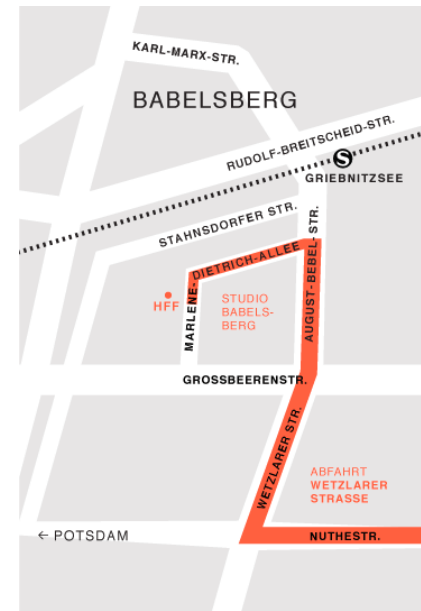 KARL-MARX-STR.
BABELSBERG
RUDOLF-BREITSCHEID-STR.
S
GRIEBNITZSEE
STAHNSDORFER STR.
MARLENE-DIETRICH-ALLEE
AUGUST-BEBEL-STR.
HFF
STUDIO
BABELS-
BERG
GROSSBEERENSTR.
WETZLARER STR.
ABFAHRT
WETZLARER
STRASSE
← POTSDAM
NUTHESTR.